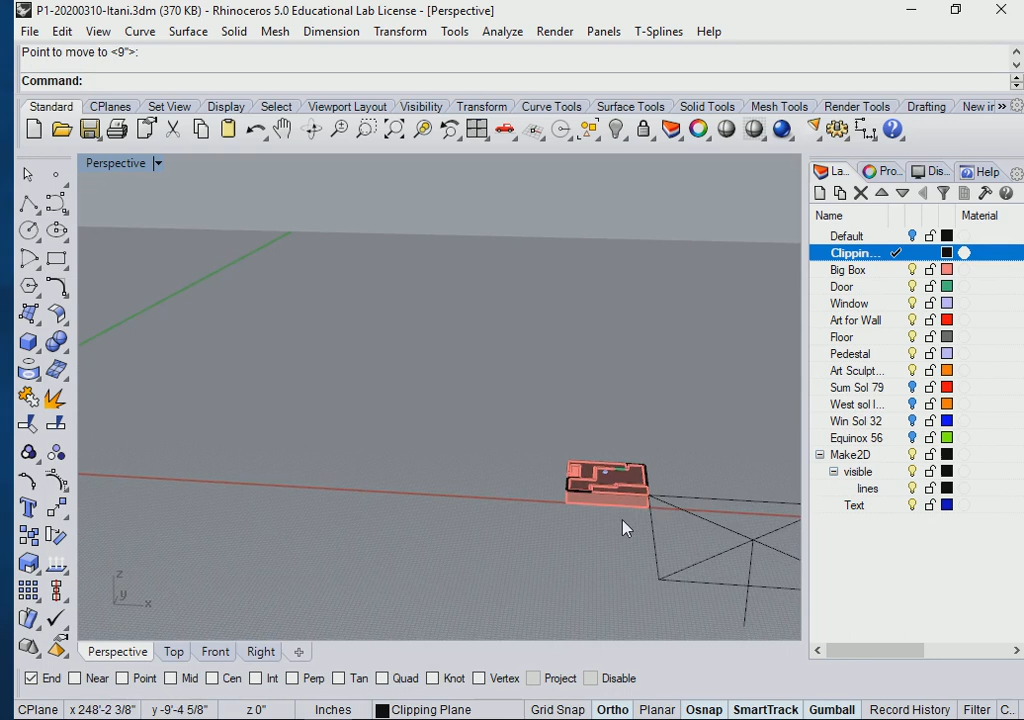 P1-20200310-Itani.3dm (370 KB) - Rhinoceros 5.0 Educational Lab License - [Perspective]
File Edit View Curve Surface Solid Mesh Dimension Transform Tools Analyze Render Panels T-Splines Help
Point to move to <9">:
Command:
Standard CPlanes Set View Display Select Viewport Layout Visibility Transform Curve Tools Surface Tools Solid Tools Mesh Tools Render Tools Drafting New in »
Perspective
La... Pro... Dis... Help
Name Material
Default
Clippin...
Big Box
Door
Window
Art for Wall
Floor
Pedestal
Art Sculpt...
Sum Sol 79
West sol l...
Win Sol 32
Equinox 56
Make2D
visible
lines
Text
z
y
x
Perspective Top Front Right
End Near Point Mid Cen Int Perp Tan Quad Knot Vertex Project Disable
CPlane x 248'-2 3/8" y -9'-4 5/8" z 0" Inches Clipping Plane Grid Snap Ortho Planar Osnap SmartTrack Gumball Record History Filter C...